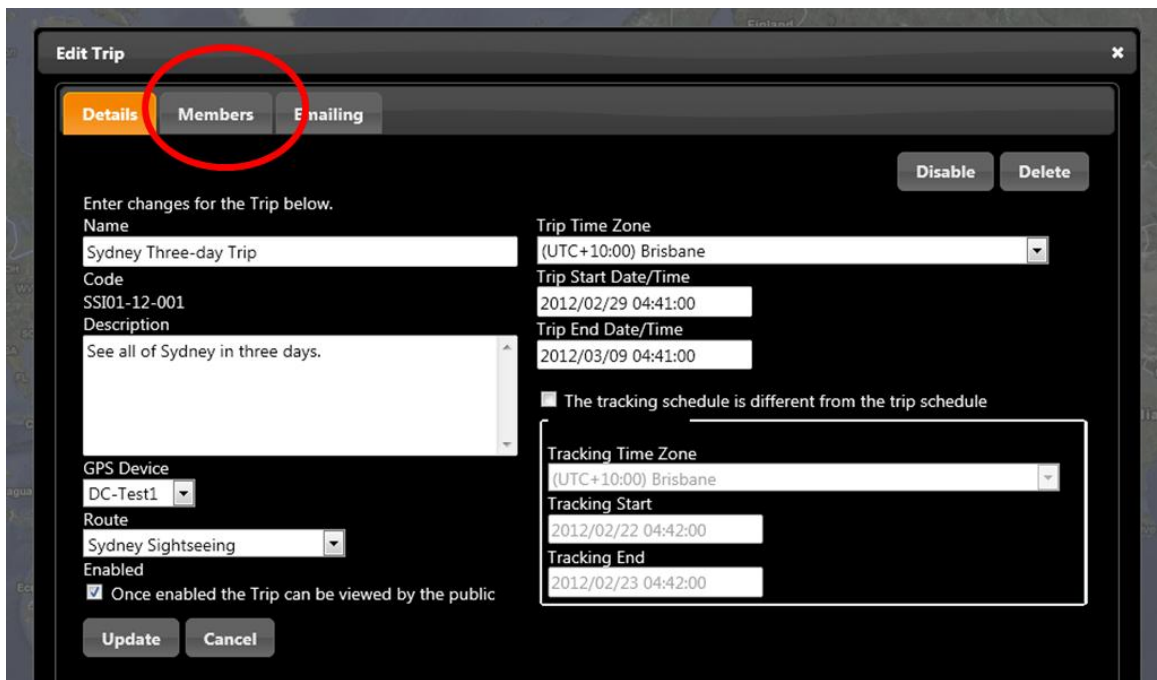 Finland
Edit Trip
Details Members Emailing
Disable Delete
Enter changes for the Trip below.
Name
Sydney Three-day Trip
Code
SSI01-12-001
Description
See all of Sydney in three days.
GPS Device
DC-Test1
Route
Sydney Sightseeing
Enabled
Once enabled the Trip can be viewed by the public
Update Cancel
Trip Time Zone
(UTC+10:00) Brisbane
Trip Start Date/Time
2012/02/29 04:41:00
Trip End Date/Time
2012/03/09 04:41:00
The tracking schedule is different from the trip schedule
Tracking Time Zone
(UTC+10:00) Brisbane
Tracking Start
2012/02/22 04:42:00
Tracking End
2012/02/23 04:42:00